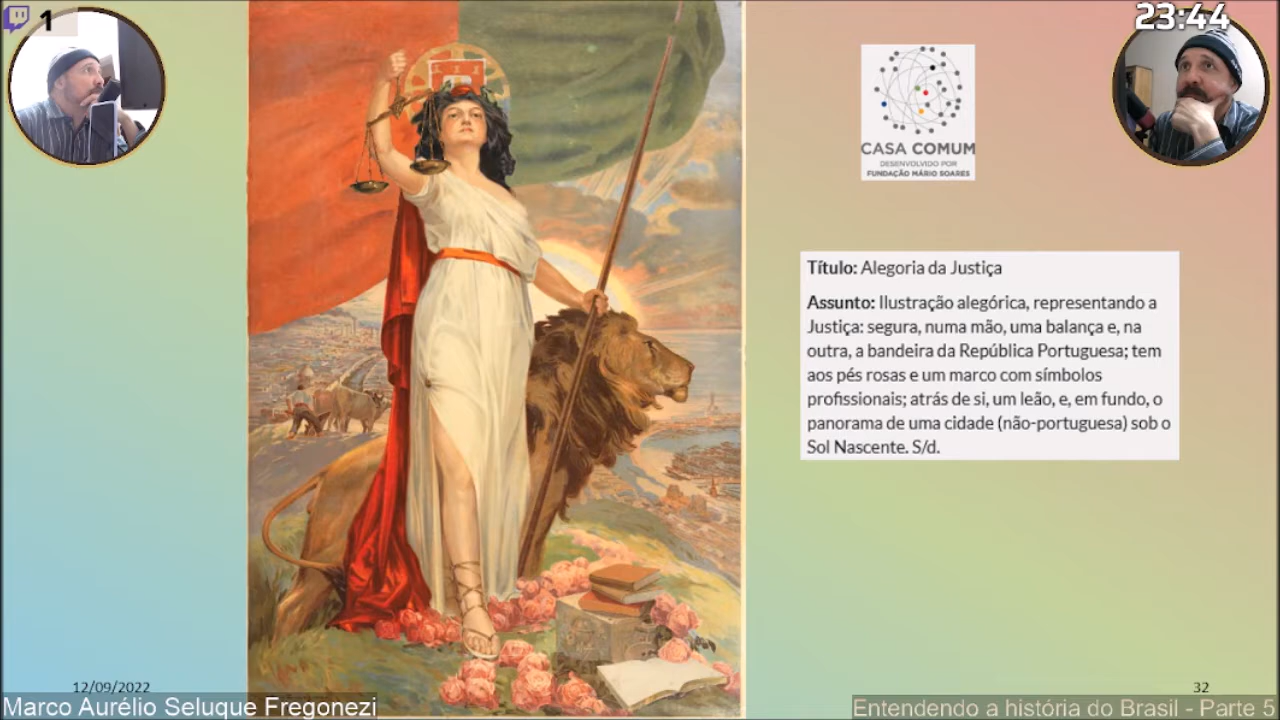 1
23:44
CASA COMUM
DESENVOLVIDO POR
FUNDAÇÃO MÁRIO SOARES
Título: Alegoria da Justiça
Assunto: Ilustração alegórica, representando a
Justiça: segura, numa mão, uma balança e, na
outra, a bandeira da República Portuguesa; tem
aos pés rosas e um marco com símbolos
profissionais; atrás de si, um leão, e, em fundo, o
panorama de uma cidade (não-portuguesa) sob o
Sol Nascente. S/d.
12/09/2022
32
Marco Aurélio Seluque Fregonezi
Entendendo a história do Brasil - Parte 5